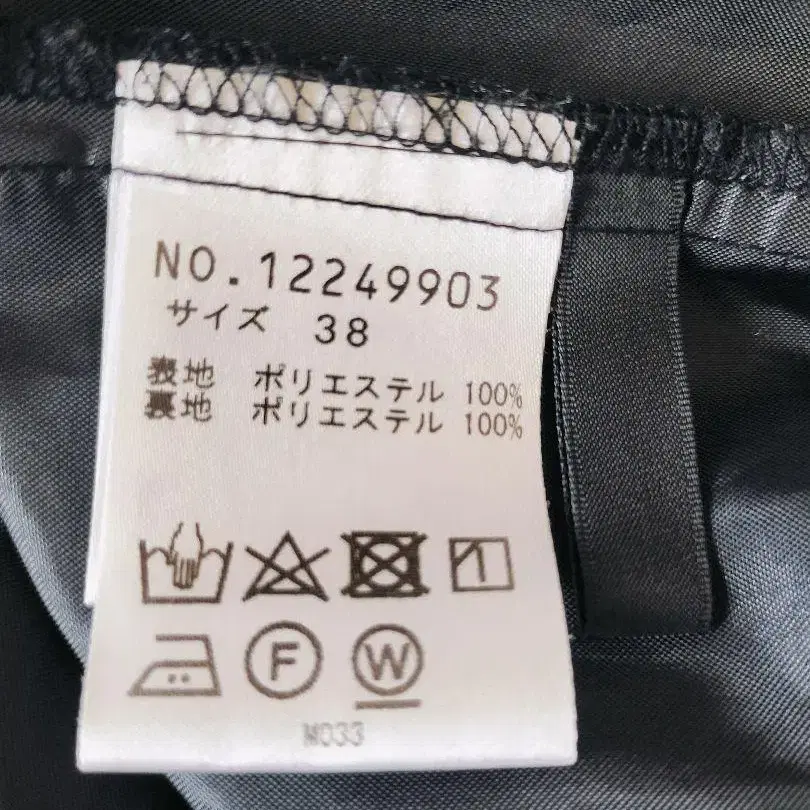 NO.12249903
サイズ 38
表地 ポリエステル 100%
裏地 ポリエステル 100%
F W
M033